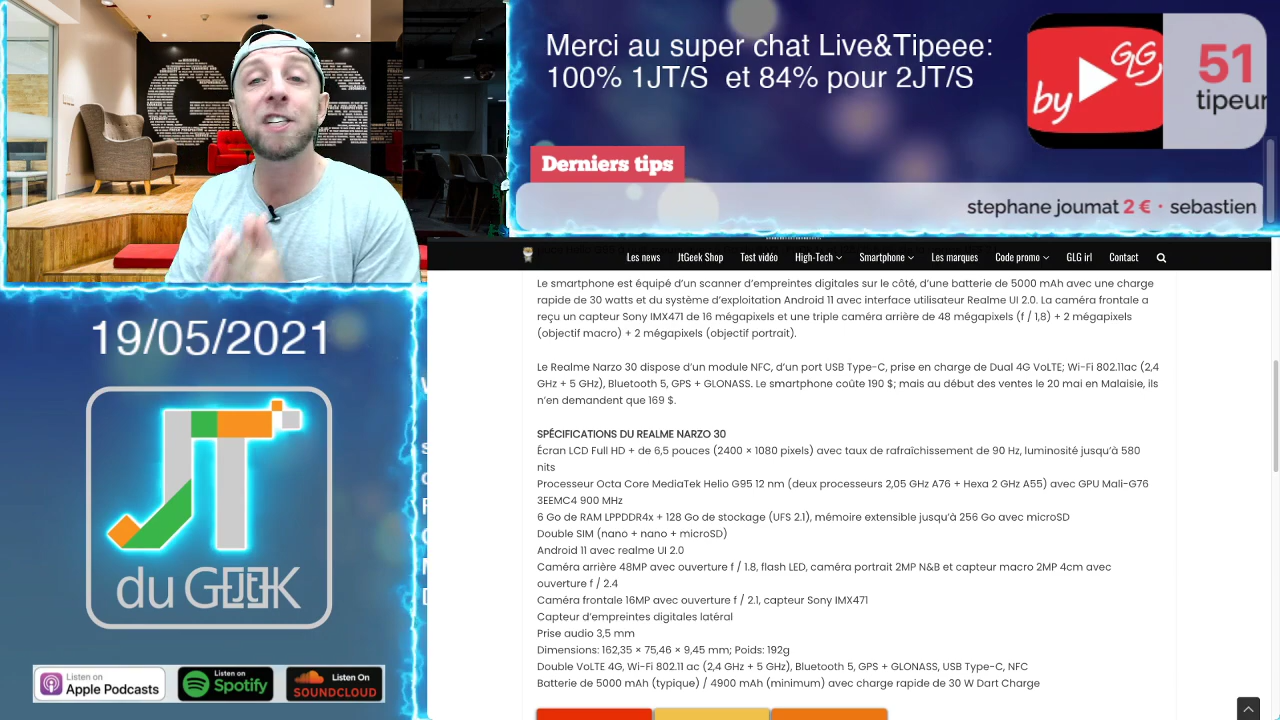 Merci au super chat Live&Tipeee:
100% 1JT/S et 50% pour 2JT/S
by GG
51
tipeur
Derniers tips
stephane joumat 2 € · sebastien
Les news JtGeek Shop Test vidéo High-Tech Smartphone Les marques Code promo GLG irl Contact
Le smartphone est équipé d'un scanner d'empreintes digitales sur le côté, d'une batterie de 5000 mAh avec une charge
rapide de 30 watts et du système d'exploitation Android 11 avec interface utilisateur Realme UI 2.0. La caméra frontale a
reçu un capteur Sony IMX471 de 16 mégapixels et une triple caméra arrière de 48 mégapixels (f / 1,8) + 2 mégapixels
(objectif macro) + 2 mégapixels (objectif portrait).
Le Realme Narzo 30 dispose d'un module NFC, d'un port USB Type-C, prise en charge de Dual 4G VoLTE; Wi-Fi 802.11ac (2,4
GHz + 5 GHz), Bluetooth 5, GPS + GLONASS. Le smartphone coûte 190 $; mais au début des ventes le 20 mai en Malaisie, ils
n'en demandent que 169 $.
SPÉCIFICATIONS DU REALME NARZO 30
Écran LCD Full HD + de 6,5 pouces (2400 × 1080 pixels) avec taux de rafraîchissement de 90 Hz, luminosité jusqu'à 580
nits
Processeur Octa Core MediaTek Helio G95 12 nm (deux processeurs 2,05 GHz A76 + Hexa 2 GHz A55) avec GPU Mali-G76
3EEMC4 900 MHz
6 Go de RAM LPPDDR4x + 128 Go de stockage (UFS 2.1), mémoire extensible jusqu'à 256 Go avec microSD
Double SIM (nano + nano + microSD)
Android 11 avec realme UI 2.0
Caméra arrière 48MP avec ouverture f / 1.8, flash LED, caméra portrait 2MP N&B et capteur macro 2MP 4cm avec
ouverture f / 2.4
Caméra frontale 16MP avec ouverture f / 2.1, capteur Sony IMX471
Capteur d'empreintes digitales latéral
Prise audio 3,5 mm
Dimensions: 162,35 × 75,46 × 9,45 mm; Poids: 192g
Double VoLTE 4G, Wi-Fi 802.11 ac (2,4 GHz + 5 GHz), Bluetooth 5, GPS + GLONASS, USB Type-C, NFC
Batterie de 5000 mAh (typique) / 4900 mAh (minimum) avec charge rapide de 30 W Dart Charge
19/05/2021
JT
du GEEK
Listen on
Apple Podcasts
Listen on
Spotify
Listen On
SOUNDCLOUD